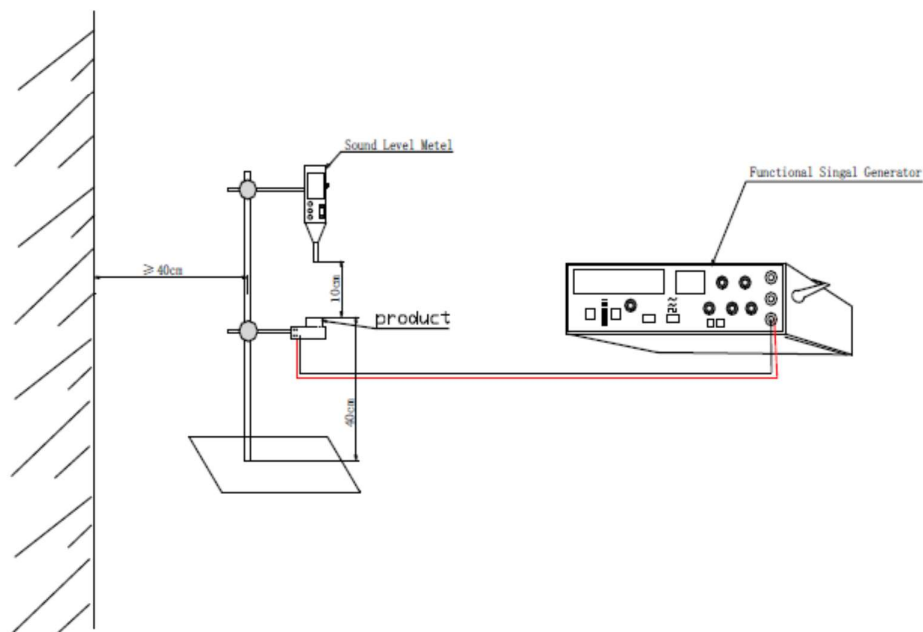 Sound Level Metel
Functional Singal Generator
≥40cm
10cm
product
40cm